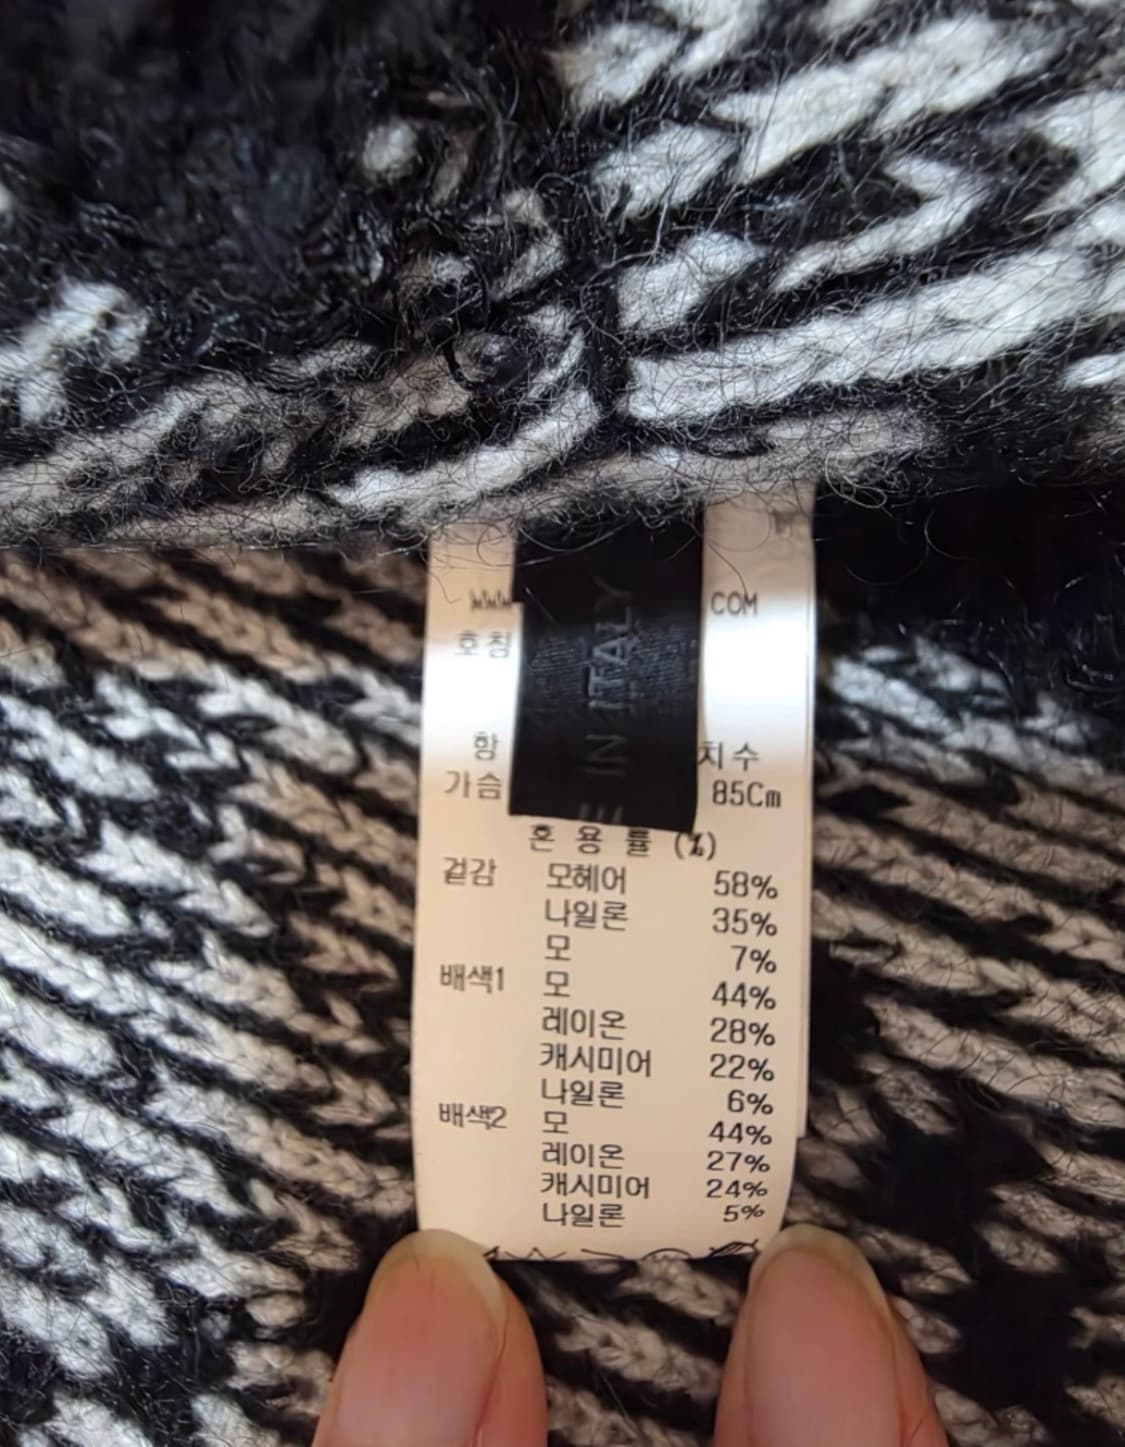 COM
호칭
IN ITALY
항 치수
가슴 85Cm
혼 용 률 (%)
겉감 모헤어 58%
나일론 35%
모 7%
배색1 모 44%
레이온 28%
캐시미어 22%
나일론 6%
배색2 모 44%
레이온 27%
캐시미어 24%
나일론 5%